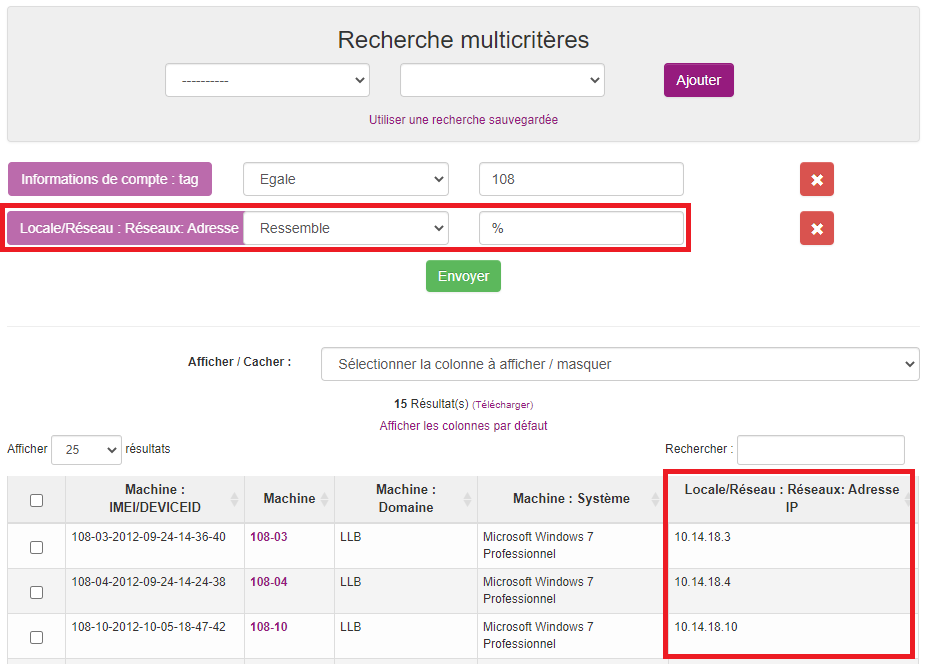 Recherche multicritères
----------
Ajouter
Utiliser une recherche sauvegardée
Informations de compte : tag
Egale
108
Locale/Réseau : Réseaux: Adresse
Ressemble
%
Envoyer
Afficher / Cacher :
Sélectionner la colonne à afficher / masquer
15 Résultat(s) (Télécharger)
Afficher les colonnes par défaut
Afficher 25 résultats
Rechercher :
Machine :
IMEI/DEVICEID
Machine
Machine :
Domaine
Machine : Système
Locale/Réseau : Réseaux: Adresse
IP
108-03-2012-09-24-14-36-40
108-03
LLB
Microsoft Windows 7
Professionnel
10.14.18.3
108-04-2012-09-24-14-24-38
108-04
LLB
Microsoft Windows 7
Professionnel
10.14.18.4
108-10-2012-10-05-18-47-42
108-10
LLB
Microsoft Windows 7
Professionnel
10.14.18.10